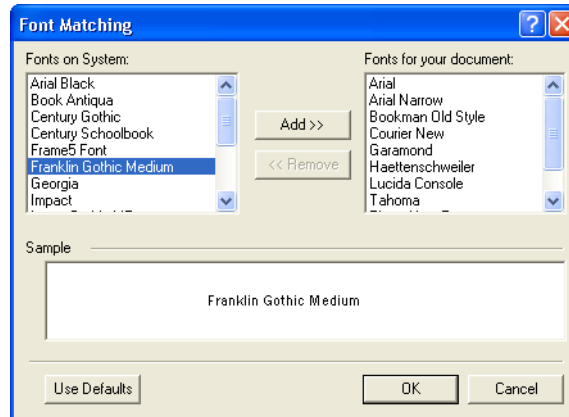 Font Matching
Fonts on System:
Fonts for your document:
Arial Black
Book Antiqua
Century Gothic
Century Schoolbook
Frame5 Font
Franklin Gothic Medium
Georgia
Impact
Add >>
<< Remove
Arial
Arial Narrow
Bookman Old Style
Courier New
Garamond
Haettenschweiler
Lucida Console
Tahoma
Sample
Franklin Gothic Medium
Use Defaults
OK
Cancel